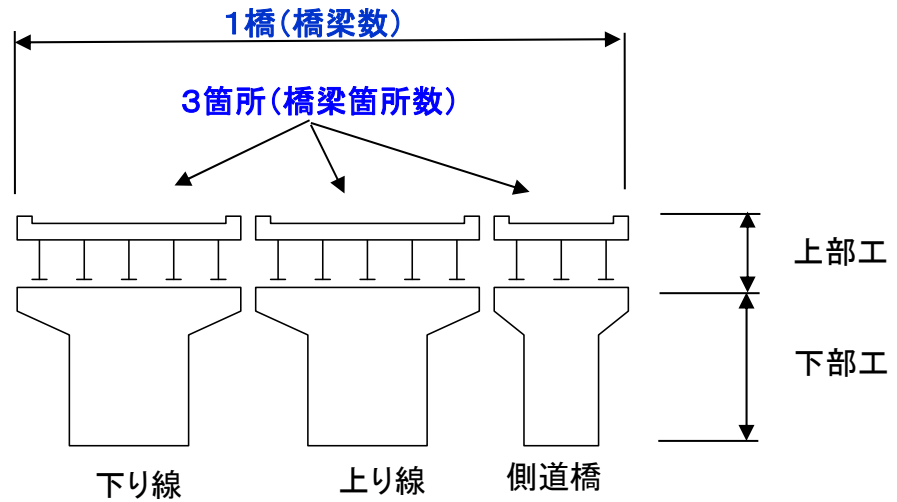 1橋(橋梁数)
3箇所(橋梁箇所数)
上部工
下部工
下り線
上り線
側道橋